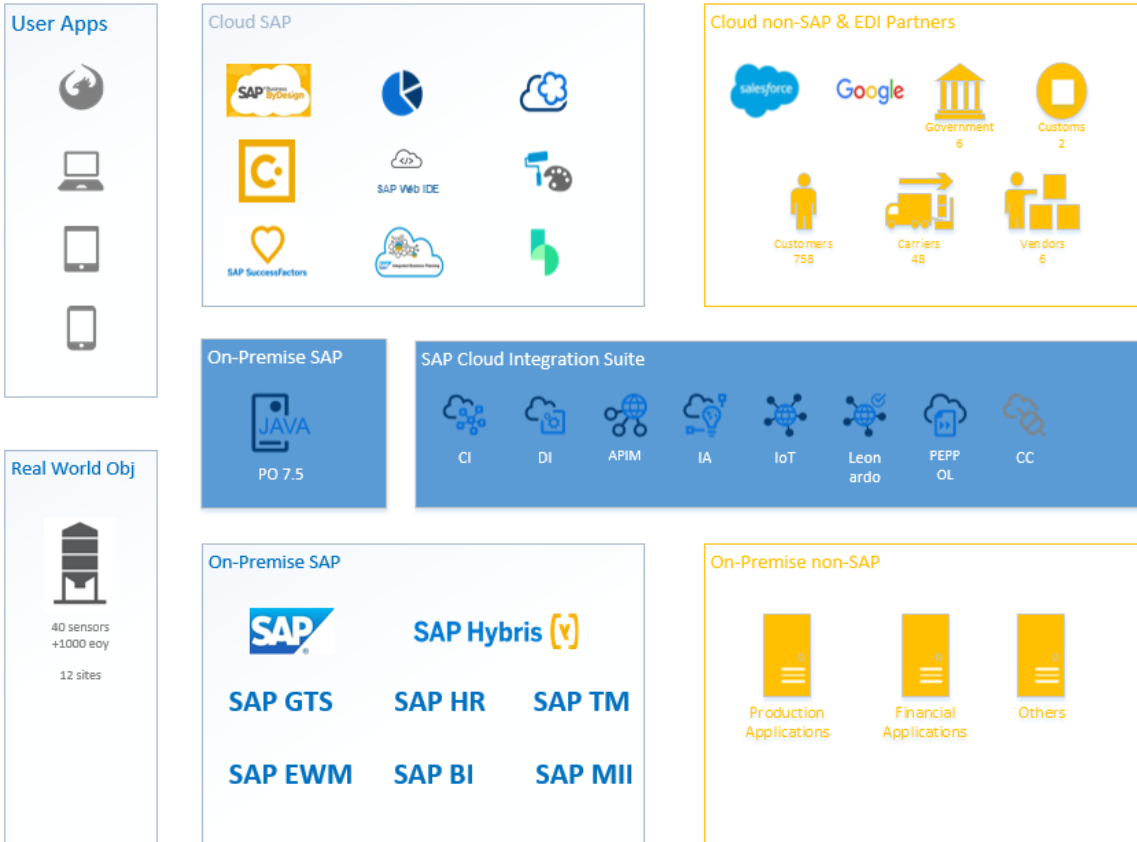 User Apps
Cloud SAP
SAP Business
ByDesign
SAP Web IDE
SAP SuccessFactors
SAP Integrated Business Planning
Cloud non-SAP & EDI Partners
salesforce
Google
Government
6
Customs
2
Customers
758
Carriers
48
Vendors
6
On-Premise SAP
JAVA
PO 7.5
SAP Cloud Integration Suite
CI
DI
APIM
IA
IoT
Leon
ardo
PEPP
OL
CC
Real World Obj
40 sensors
+1000 eoy
12 sites
On-Premise SAP
SAP
SAP Hybris
SAP GTS
SAP HR
SAP TM
SAP EWM
SAP BI
SAP MII
On-Premise non-SAP
Production
Applications
Financial
Applications
Others